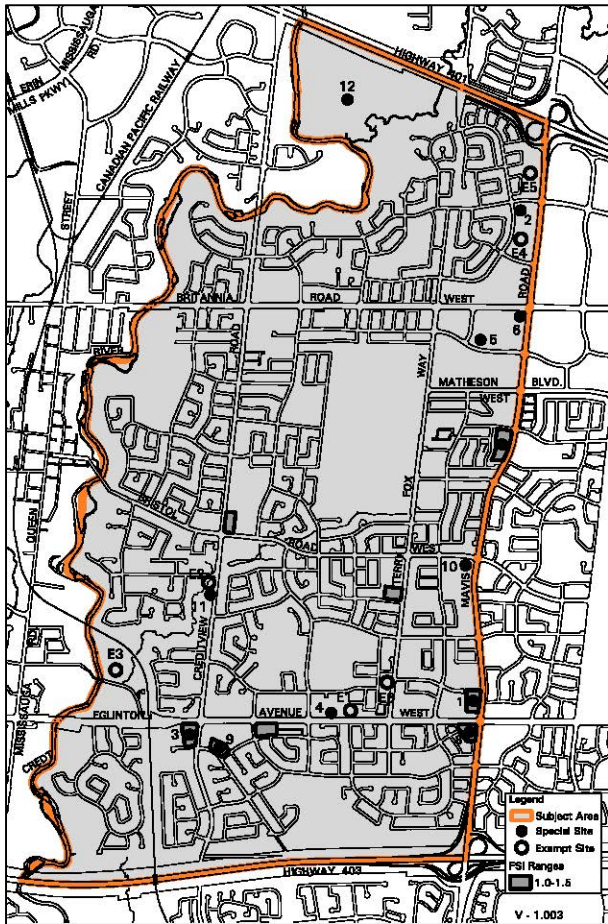 MISSISSAUGA
RD
ERIN
MILLS PKWY
CANADIAN PACIFIC RAILWAY
HIGHWAY 401
12
STREET
E5
2
E4
ROAD
BRITANNIA ROAD WEST
6
5
RIVER
ROAD
WAY
MATHESON BLVD.
WEST
QUEEN
BRISTOL
FOX
ROAD WEST
TERRY
10
MAVIS
11
CREDITVIEW
E3
MISSISSAUGA
RD.
CREDIT
EGLINTON AVENUE WEST
4
E1
1
3
9
HIGHWAY 403
Legend
Subject Area
Special Site
Exempt Site
FSI Ranges
1.0-1.5
V - 1.003